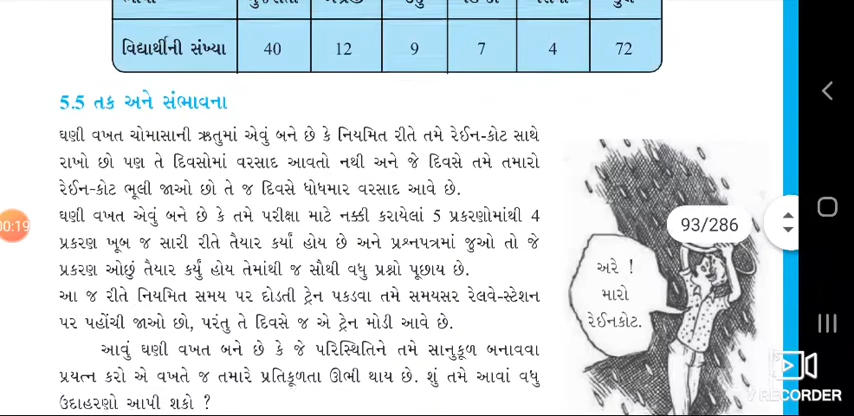 વિદ્યાર્થીની સંખ્યા 40 12 9 7 4 72
5.5 તક અને સંભાવના
ઘણી વખત ચોમાસાની ઋતુમાં એવું બને છે કે નિયમિત રીતે તમે રેઈન-કોટ સાથે
રાખો છો પણ તે દિવસોમાં વરસાદ આવતો નથી અને જે દિવસે તમે તમારો
રેઈન-કોટ ભૂલી જાઓ છો તે જ દિવસે ધોધમાર વરસાદ આવે છે.
ઘણી વખત એવું બને છે કે તમે પરીક્ષા માટે નક્કી કરાયેલાં 5 પ્રકરણોમાંથી 4
પ્રકરણ ખૂબ જ સારી રીતે તૈયાર કર્યાં હોય છે અને પ્રશ્નપત્રમાં જુઓ તો જે
પ્રકરણ ઓછું તૈયાર કર્યું હોય તેમાંથી જ સૌથી વધુ પ્રશ્નો પૂછાય છે.
આ જ રીતે નિયમિત સમય પર દોડતી ટ્રેન પકડવા તમે સમયસર રેલવે-સ્ટેશન
પર પહોંચી જાઓ છો, પરંતુ તે દિવસે જ એ ટ્રેન મોડી આવે છે.
આવું ઘણી વખત બને છે કે જે પરિસ્થિતિને તમે સાનુકૂળ બનાવવા
પ્રયત્ન કરો એ વખતે જ તમારે પ્રતિકૂળતા ઊભી થાય છે. શું તમે આવાં વધુ
ઉદાહરણો આપી શકો ?
અરે !
મારો
રેઈનકોટ.
93/286
00:19
RECORDER